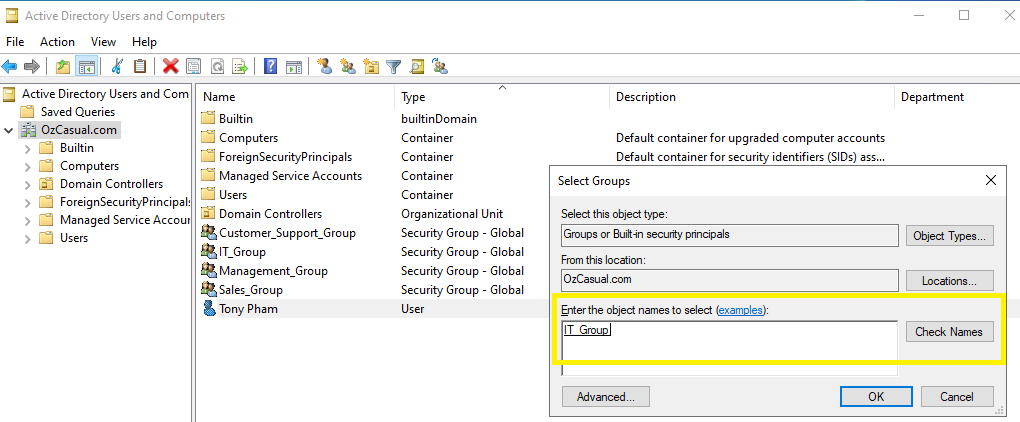 Active Directory Users and Computers
File Action View Help
Active Directory Users and Com
Saved Queries
OzCasual.com
Builtin
Computers
Domain Controllers
ForeignSecurityPrincipals
Managed Service Accour
Users
Name Type Description Department
Builtin builtinDomain
Computers Container Default container for upgraded computer accounts
ForeignSecurityPrincipals Container Default container for security identifiers (SIDs) ass...
Managed Service Accounts Container
Users Container
Domain Controllers Organizational Unit
Customer_Support_Group Security Group - Global
IT_Group Security Group - Global
Management_Group Security Group - Global
Sales_Group Security Group - Global
Tony Pham User
Select Groups
Select this object type:
Groups or Built-in security principals Object Types...
From this location:
OzCasual.com Locations...
Enter the object names to select (examples):
IT_Group Check Names
Advanced... OK Cancel